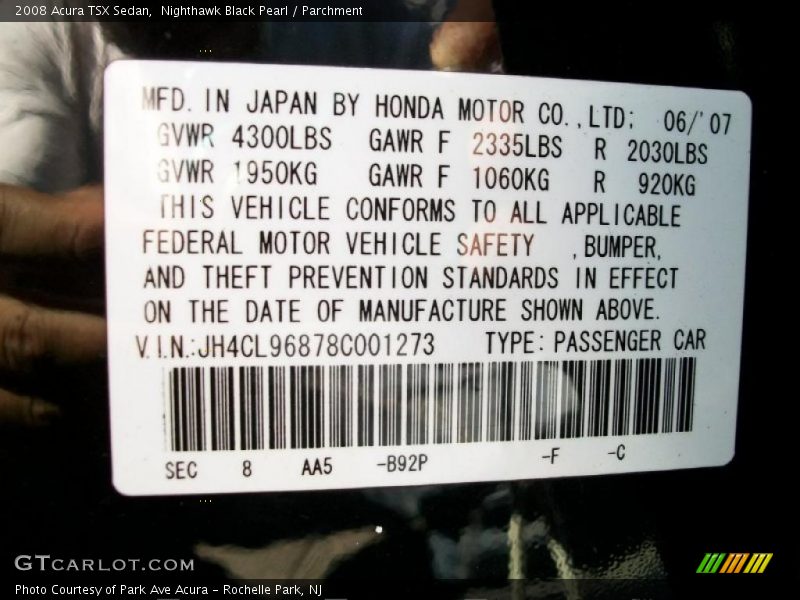 2008 Acura TSX Sedan,  Nighthawk Black Pearl / Parchment
MFD. IN JAPAN BY HONDA MOTOR CO., LTD; 06/'07
GVWR 4300LBS GAWR F 2335LBS R 2030LBS
GVWR 1950KG GAWR F 1060KG R 920KG
THIS VEHICLE CONFORMS TO ALL APPLICABLE
FEDERAL MOTOR VEHICLE SAFETY , BUMPER,
AND THEFT PREVENTION STANDARDS IN EFFECT
ON THE DATE OF MANUFACTURE SHOWN ABOVE.
V.I.N.:JH4CL96878C001273 TYPE: PASSENGER CAR
SEC 8 AA5 -B92P -F -C
GTCARLOT.COM
Photo Courtesy of Park Ave Acura - Rochelle Park, NJ